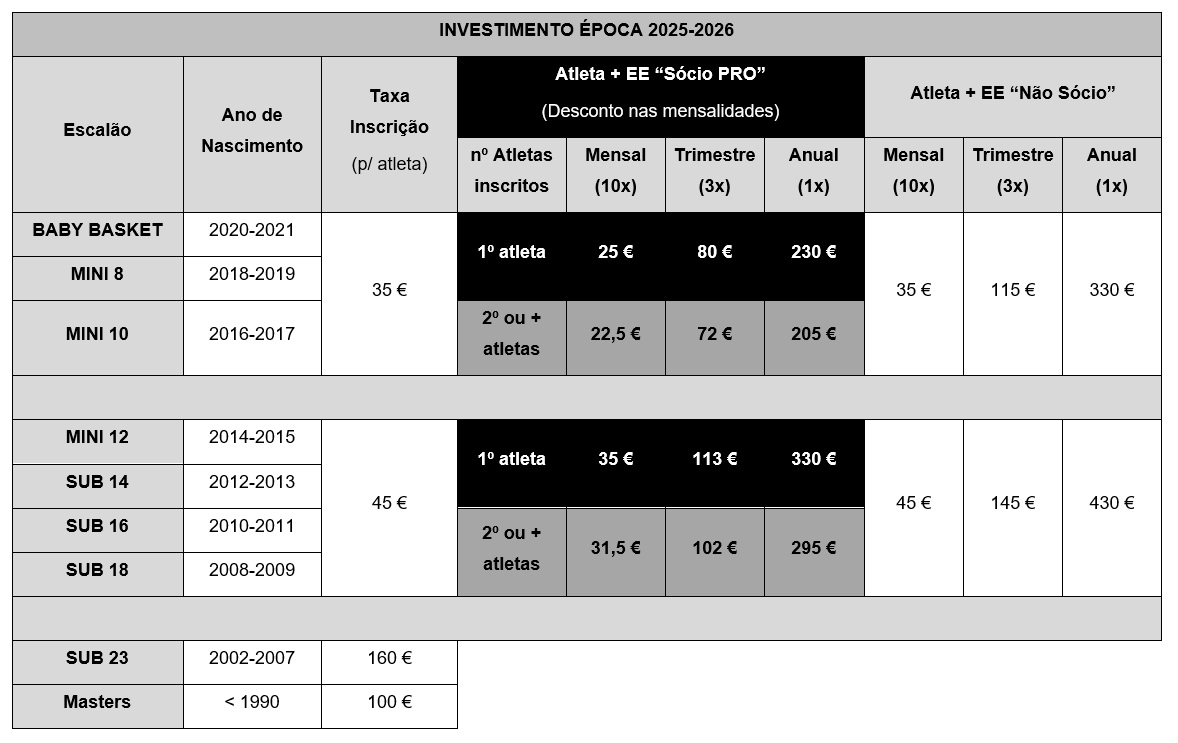 INVESTIMENTO ÉPOCA 2025-2026
Escalão
Ano de
Nascimento
Taxa
Inscrição
(p/ atleta)
Atleta + EE “Sócio PRO”
(Desconto nas mensalidades)
Atleta + EE “Não Sócio”
nº Atletas
inscritos
Mensal
(10x)
Trimestre
(3x)
Anual
(1x)
Mensal
(10x)
Trimestre
(3x)
Anual
(1x)
BABY BASKET
2020-2021
MINI 8
2018-2019
MINI 10
2016-2017
35 €
1º atleta
25 €
80 €
230 €
2º ou +
atletas
22,5 €
72 €
205 €
35 €
115 €
330 €
MINI 12
2014-2015
SUB 14
2012-2013
SUB 16
2010-2011
SUB 18
2008-2009
45 €
1º atleta
35 €
113 €
330 €
2º ou +
atletas
31,5 €
102 €
295 €
45 €
145 €
430 €
SUB 23
2002-2007
160 €
Masters
< 1990
100 €